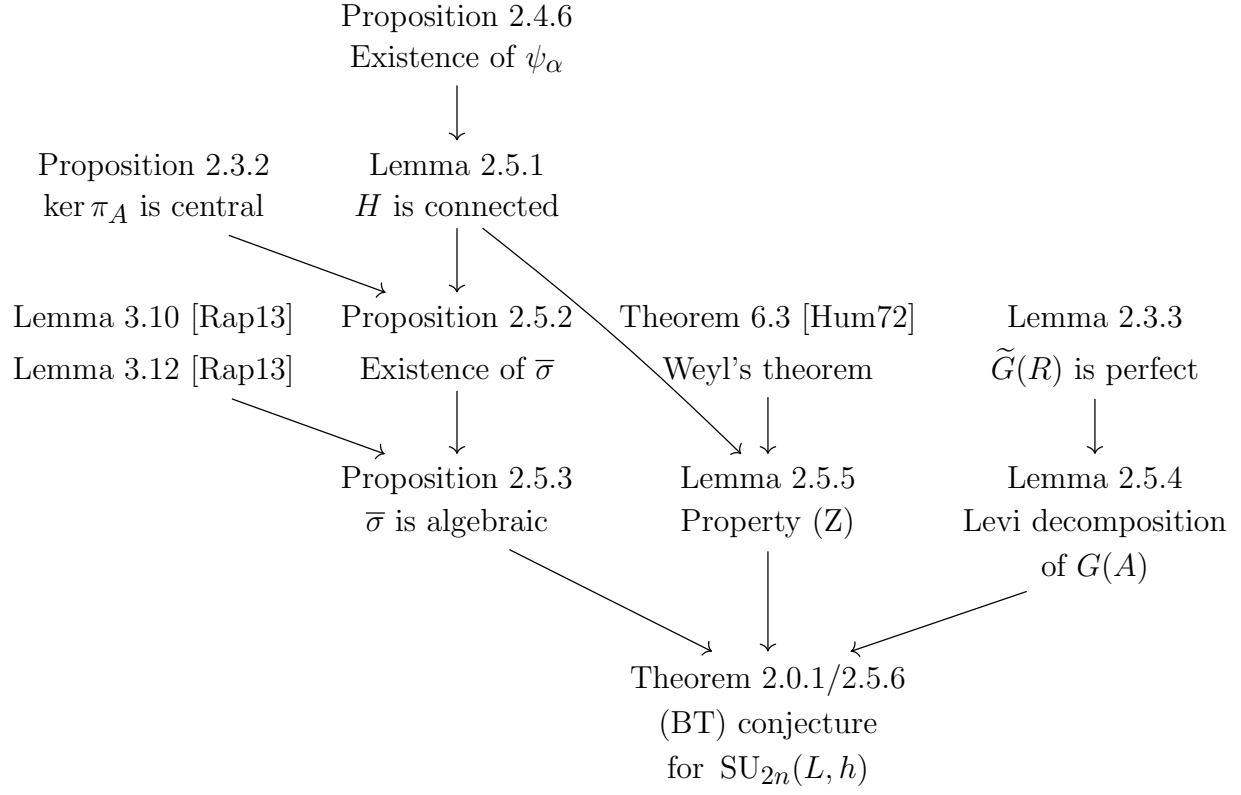 Proposition 2.4.6
Existence of ψ_α
Proposition 2.3.2
ker π_A is central
Lemma 2.5.1
H is connected
Lemma 3.10 [Rap13]
Lemma 3.12 [Rap13]
Proposition 2.5.2
Existence of σ̅
Theorem 6.3 [Hum72]
Weyl's theorem
Lemma 2.3.3
G̃(R) is perfect
Proposition 2.5.3
σ̅ is algebraic
Lemma 2.5.5
Property (Z)
Lemma 2.5.4
Levi decomposition
of G(A)
Theorem 2.0.1/2.5.6
(BT) conjecture
for SU_{2n}(L, h)